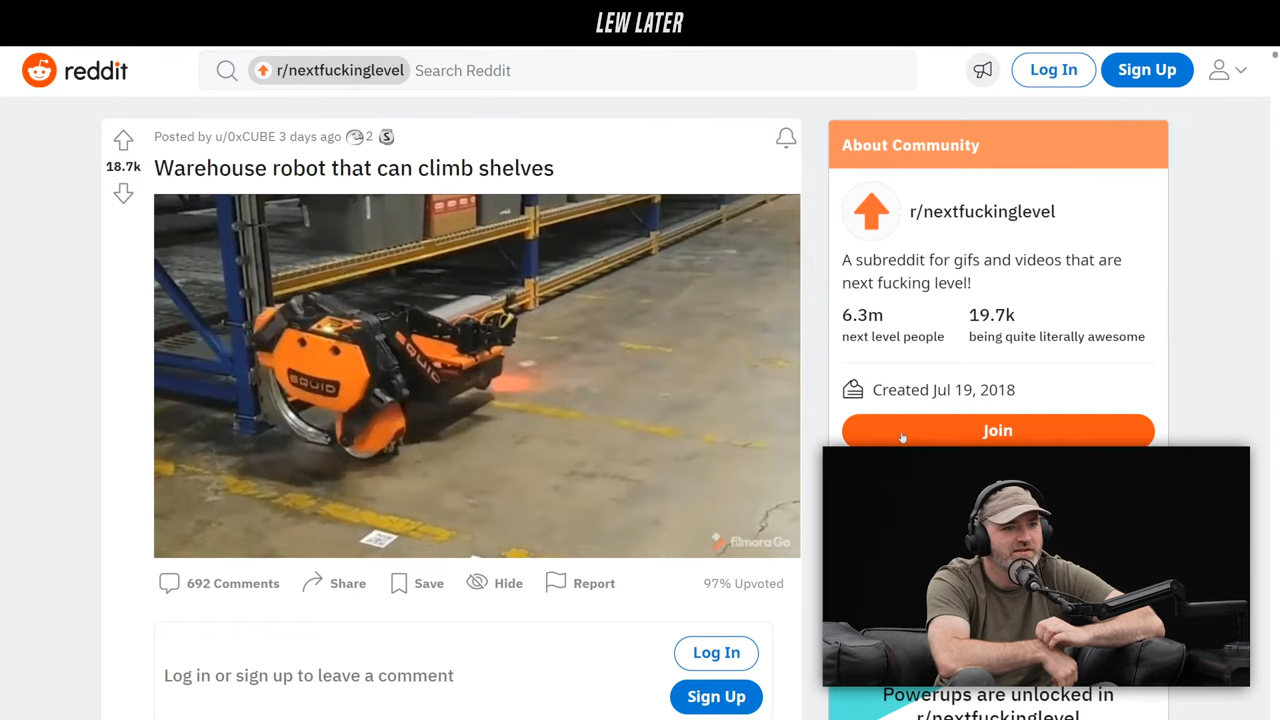 LEW LATER
reddit
r/nextfuckinglevel Search Reddit
Log In
Sign Up
Posted by u/0xCUBE 3 days ago 2 S
18.7k
Warehouse robot that can climb shelves
EQUIO
EQUIO
filmora Go
692 Comments
Share
Save
Hide
Report
97% Upvoted
Log in or sign up to leave a comment
Log In
Sign Up
About Community
r/nextfuckinglevel
A subreddit for gifs and videos that are
next fucking level!
6.3m
19.7k
next level people
being quite literally awesome
Created Jul 19, 2018
Join
Powerups are unlocked in
r/nextfuckinglevel